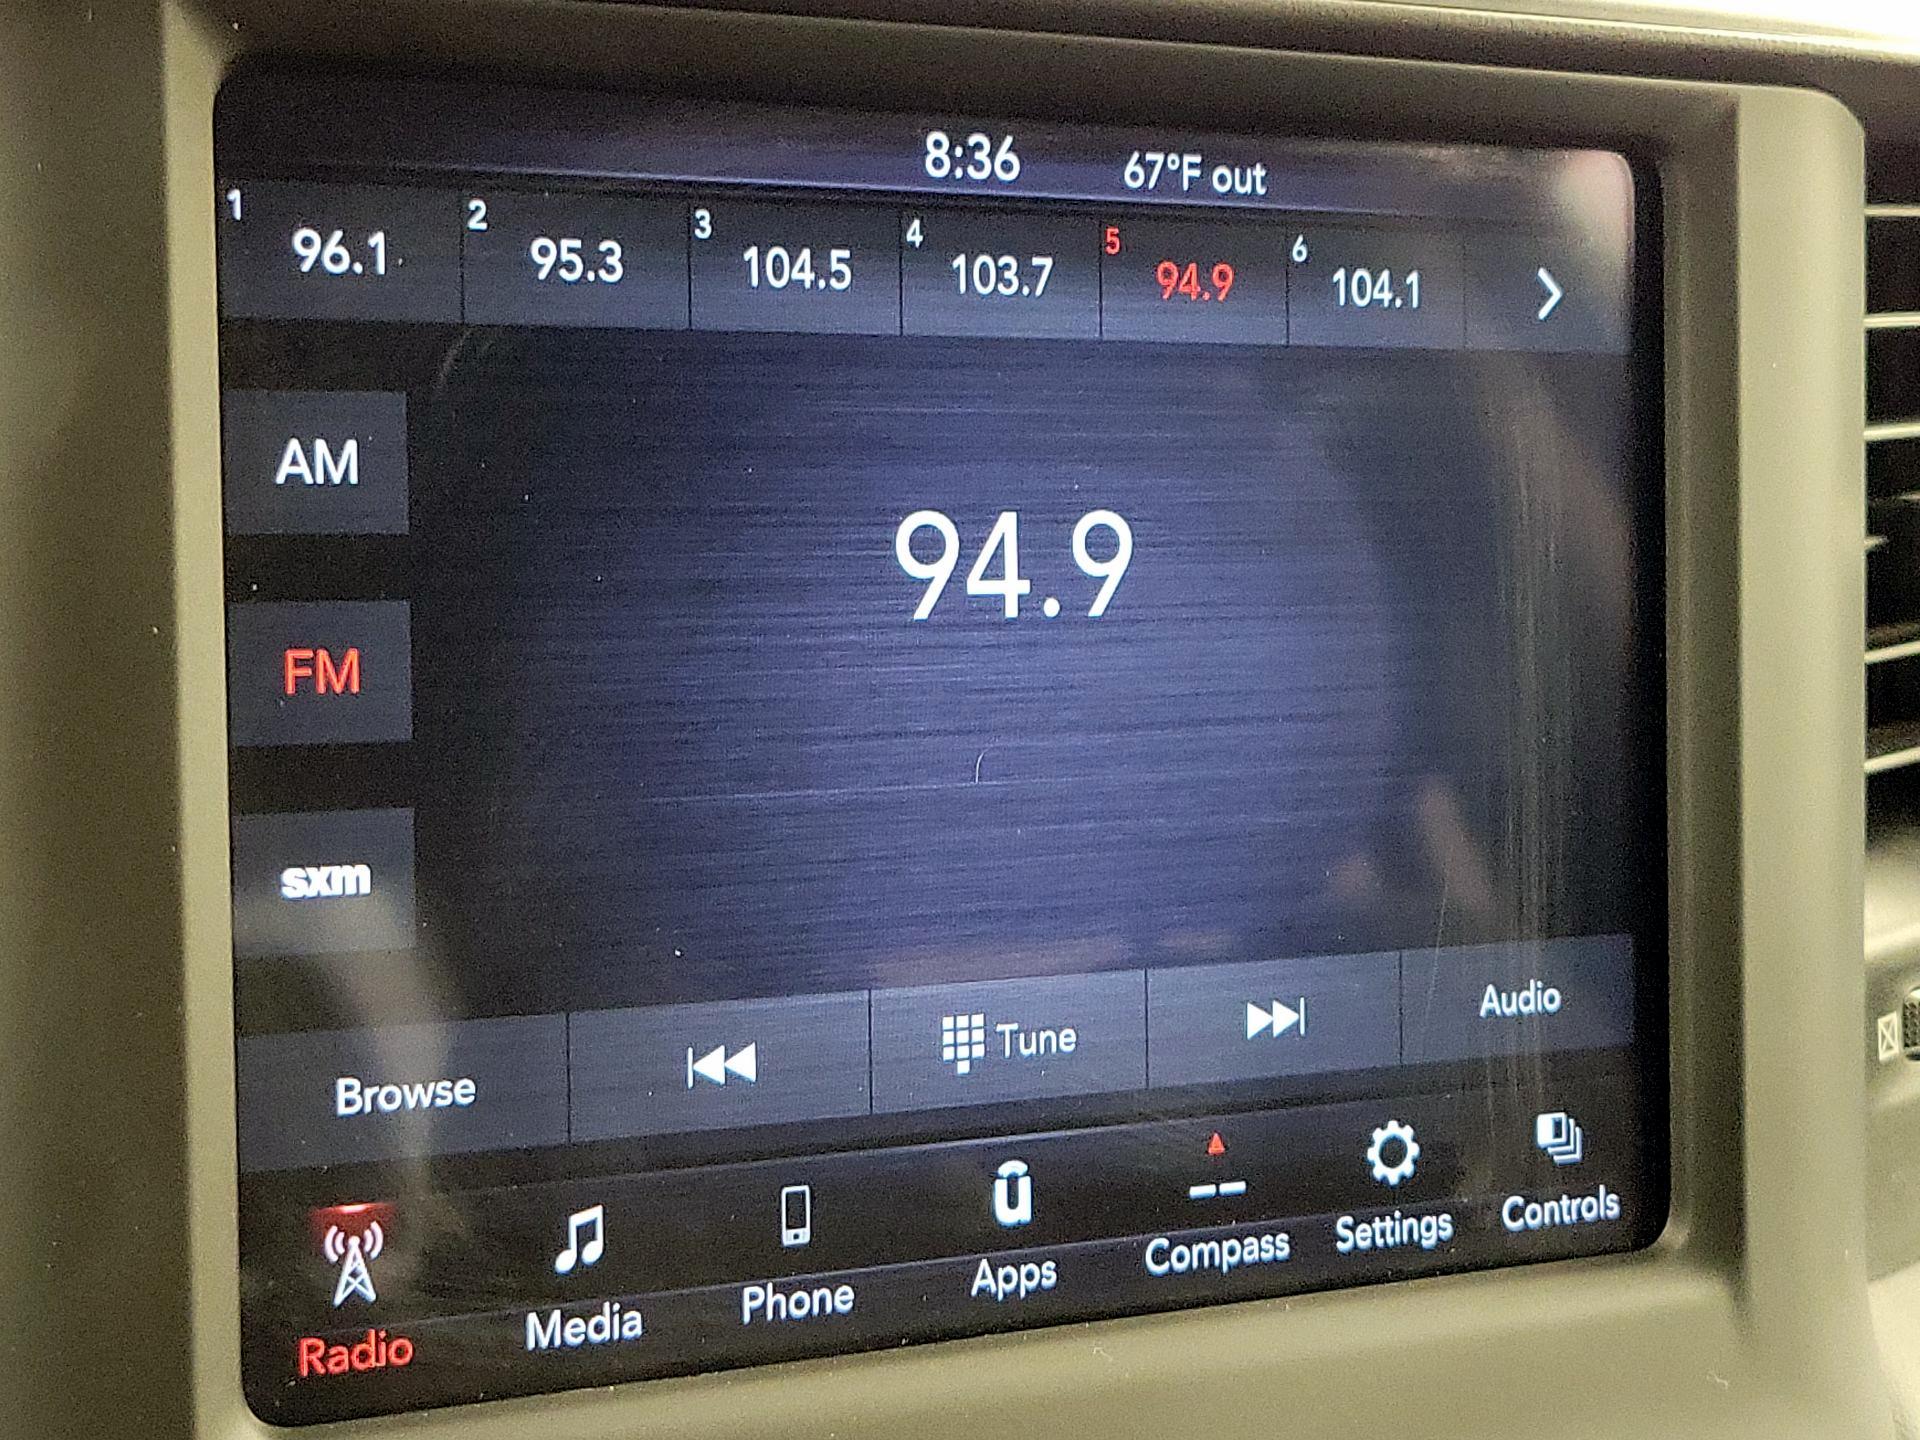 8:36 67°F out
1 96.1 2 95.3 3 104.5 4 103.7 5 94.9 6 104.1
AM
94.9
FM
sxm
Browse Tune Audio
Radio Media Phone Apps Compass Settings Controls